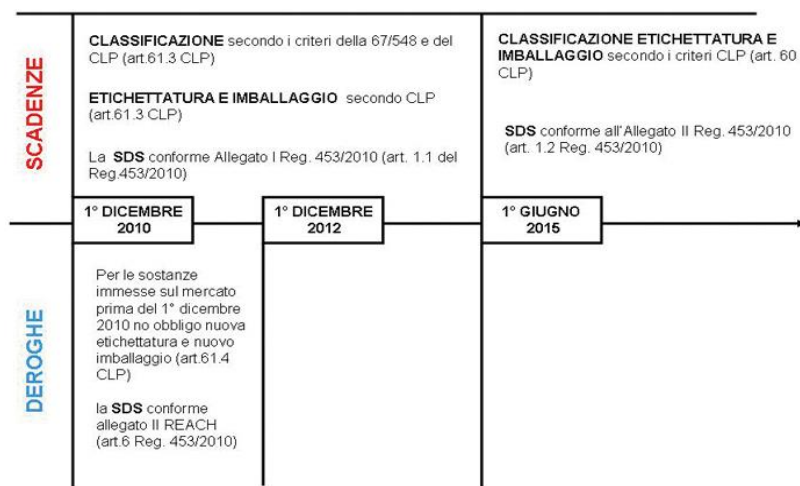 SCADENZE
CLASSIFICAZIONE secondo i criteri della 67/548 e del
CLP (art.61.3 CLP)
ETICHETTATURA E IMBALLAGGIO secondo CLP
(art.61.3 CLP)
La SDS conforme Allegato I Reg. 453/2010 (art. 1.1 del
Reg.453/2010)
CLASSIFICAZIONE ETICHETTATURA E
IMBALLAGGIO secondo i criteri CLP (art. 60
CLP)
SDS conforme all'Allegato II Reg. 453/2010
(art. 1.2 Reg. 453/2010)
1° DICEMBRE
2010
1° DICEMBRE
2012
1° GIUGNO
2015
DEROGHE
Per le sostanze
immesse sul mercato
prima del 1° dicembre
2010 no obbligo nuova
etichettatura e nuovo
imballaggio (art.61.4
CLP)
la SDS conforme
allegato II REACH
(art.6 Reg. 453/2010)